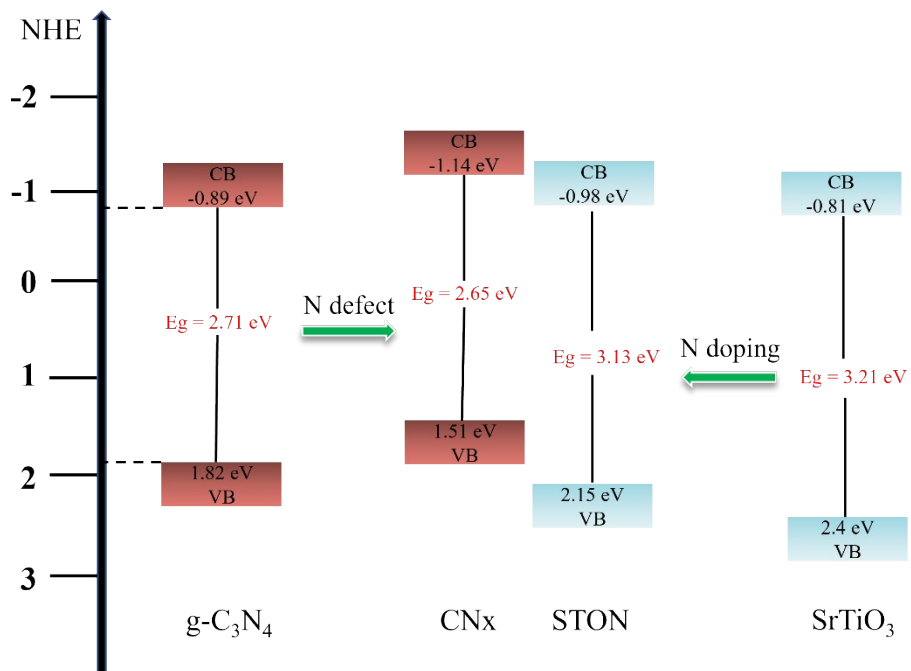 NHE
-2
-1
0
1
2
3
CB
-0.89 eV
Eg = 2.71 eV
1.82 eV
VB
g-C₃N₄
N defect
CB
-1.14 eV
Eg = 2.65 eV
1.51 eV
VB
CNx
CB
-0.98 eV
Eg = 3.13 eV
2.15 eV
VB
STON
N doping
CB
-0.81 eV
Eg = 3.21 eV
2.4 eV
VB
SrTiO₃